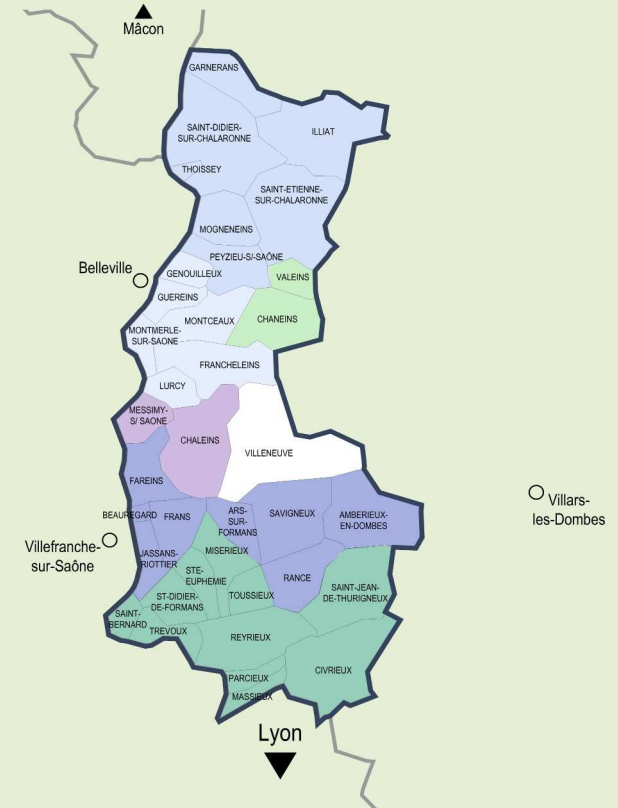 Mâcon
GARNERANS
SAINT-DIDIER-
SUR-CHALARONNE
ILLIAT
THOISSEY
SAINT-ETIENNE-
SUR-CHALARONNE
MOGNENEINS
PEYZIEU-S/-SAÔNE
Belleville
GENOUILLEUX
VALEINS
GUEREINS
MONTCEAUX
CHANEINS
MONTMERLE-
SUR-SAONE
FRANCHELEINS
LURCY
MESSIMY-
S/ SAONE
CHALEINS
VILLENEUVE
FAREINS
BEAUREGARD
FRANS
ARS-
SUR-
FORMANS
SAVIGNEUX
AMBERIEUX-
EN-DOMBES
Villars-
les-Dombes
Villefranche-
sur-Saône
JASSANS-
RIOTTIER
MISERIEUX
STE-
EUPHEMIE
RANCE
TOUSSIEUX
SAINT-JEAN-
DE-THURIGNEUX
ST-DIDIER-
DE-FORMANS
SAINT-
BERNARD
TREVOUX
REYRIEUX
CIVRIEUX
PARCIEUX
MASSIEUX
Lyon